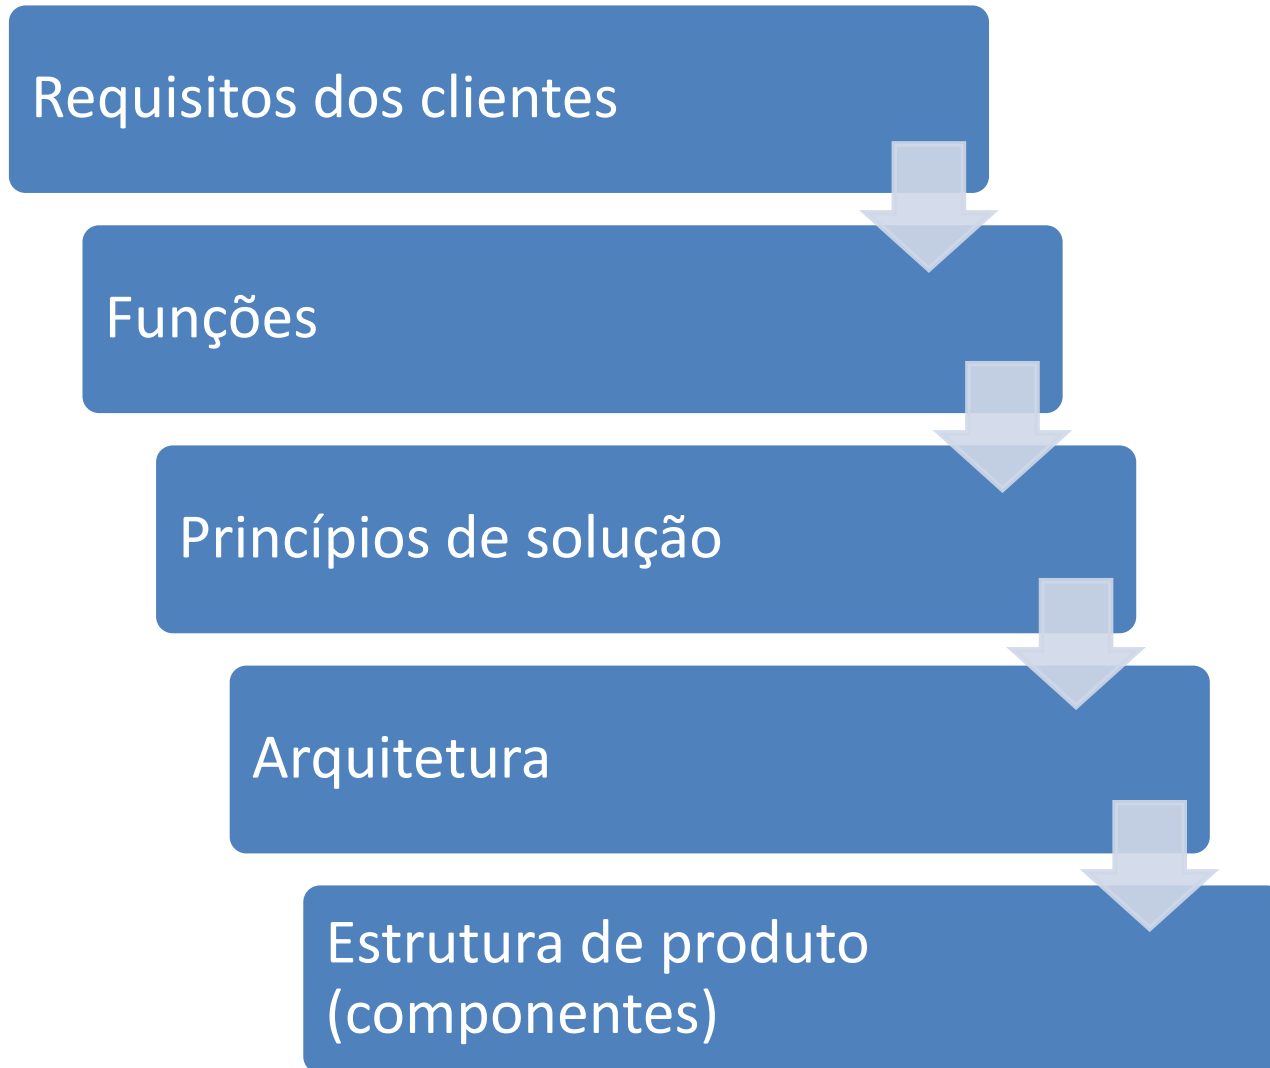 Requisitos dos clientes
Funções
Princípios de solução
Arquitetura
Estrutura de produto
(componentes)